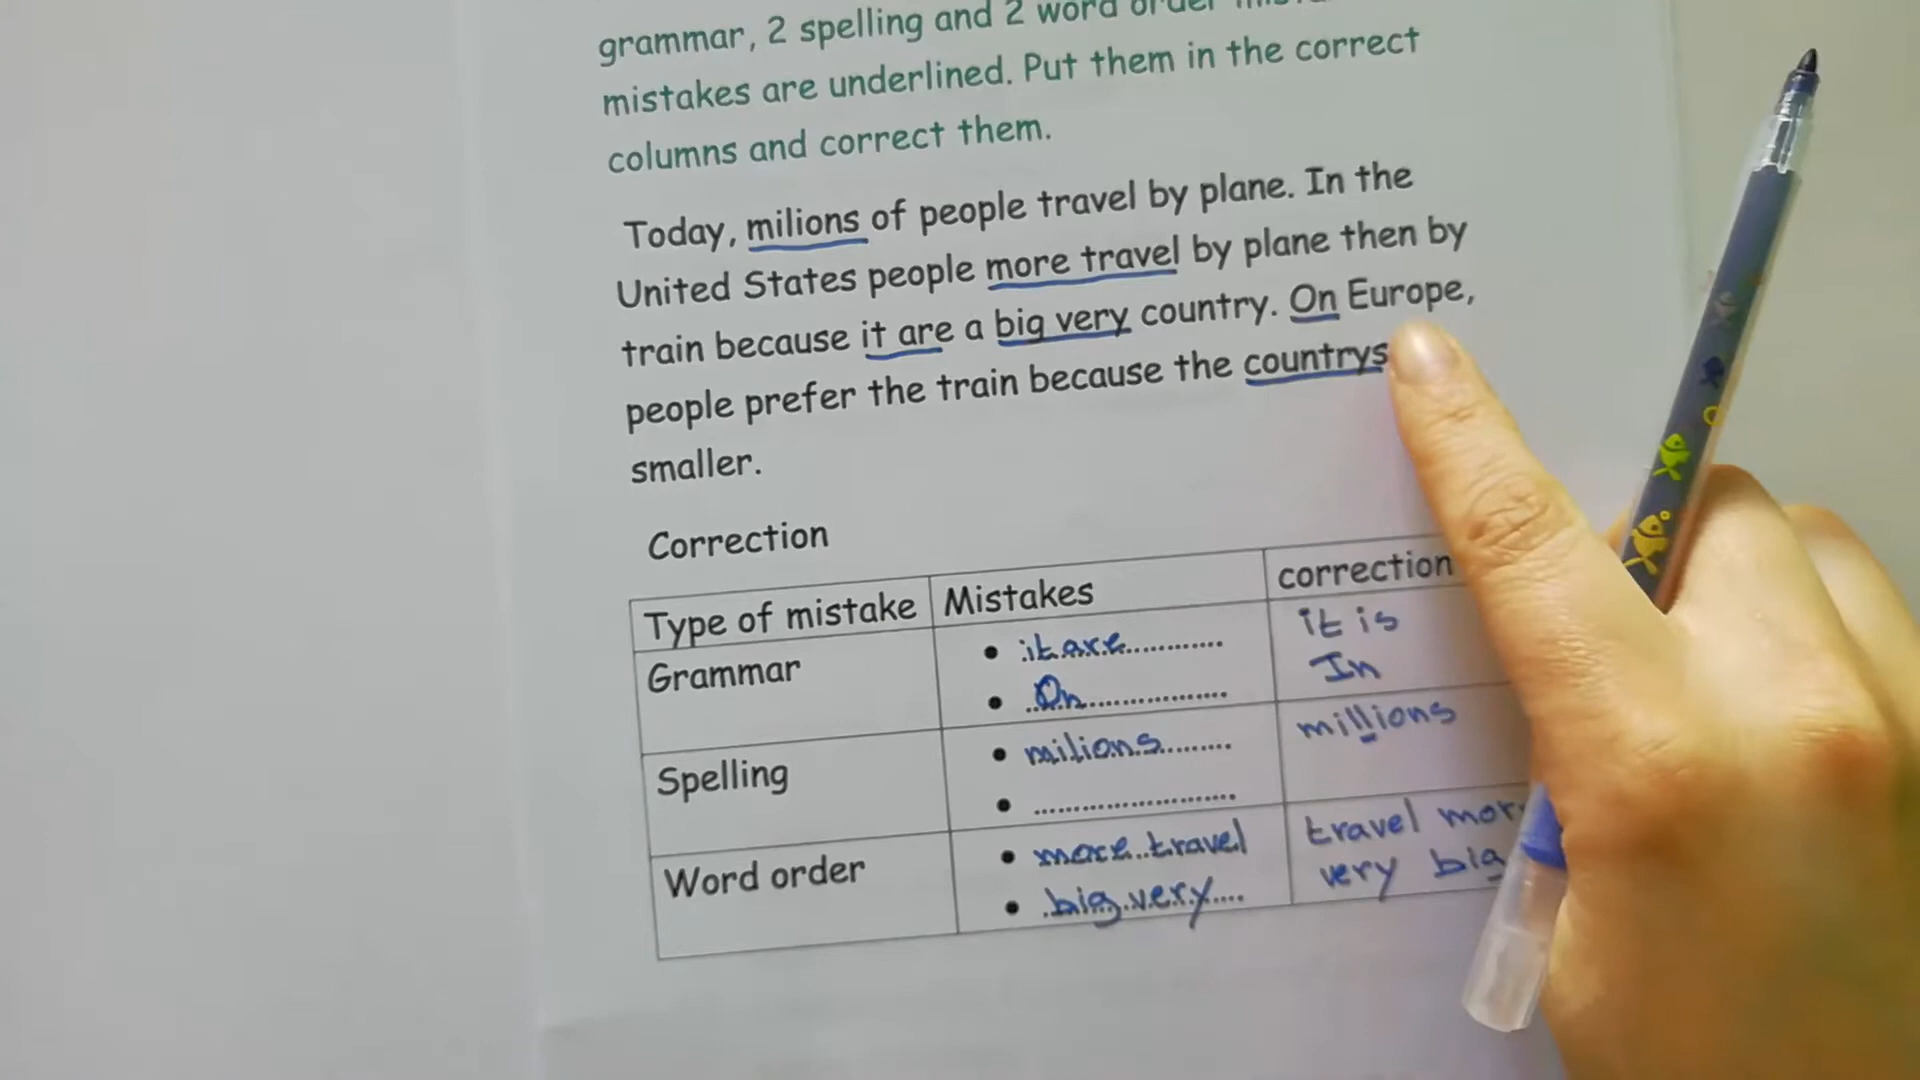 grammar, 2 spelling and 2 word order
mistakes are underlined. Put them in the correct
columns and correct them.
Today, milions of people travel by plane. In the
United States people more travel by plane then by
train because it are a big very country. On Europe,
people prefer the train because the countrys
smaller.
Correction
Type of mistake Mistakes correction
Grammar
• it are............
• On..................
it is
In
Spelling
• milions.........
• .........................
millions
Word order
• more travel
• big very....
travel mor
very big